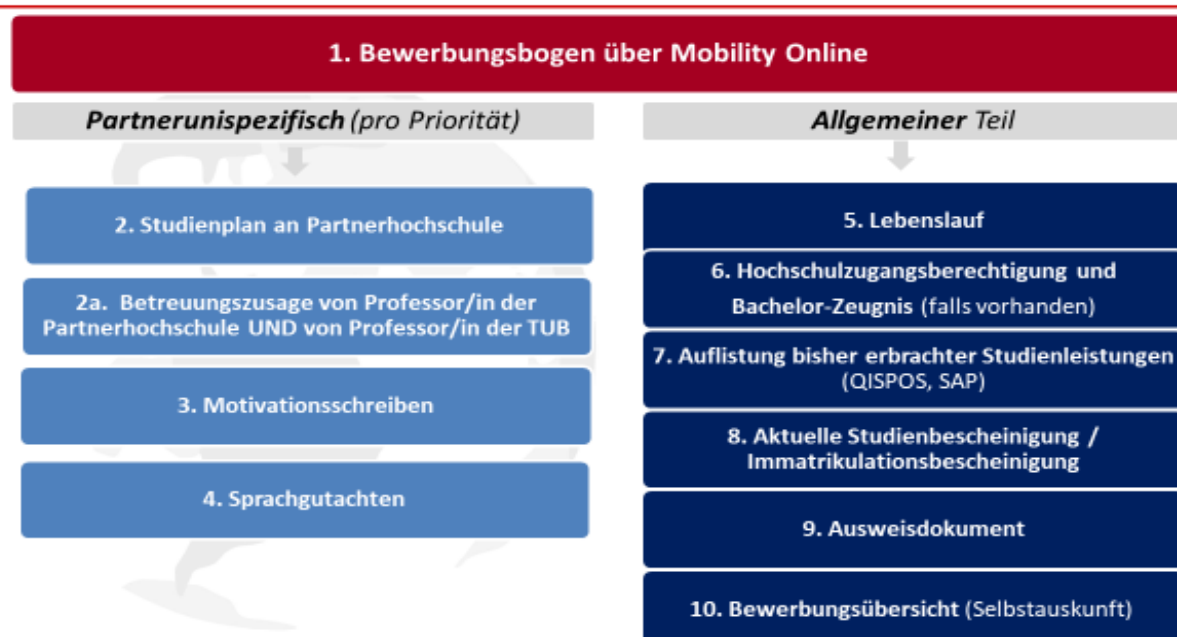 1. Bewerbungsbogen über Mobility Online
Partnerunispezifisch (pro Priorität)
2. Studienplan an Partnerhochschule
2a. Betreuungszusage von Professor/in der
Partnerhochschule UND von Professor/in der TUB
3. Motivationsschreiben
4. Sprachgutachten
Allgemeiner Teil
5. Lebenslauf
6. Hochschulzugangsberechtigung und
Bachelor-Zeugnis (falls vorhanden)
7. Auflistung bisher erbrachter Studienleistungen
(QISPOS, SAP)
8. Aktuelle Studienbescheinigung /
Immatrikulationsbescheinigung
9. Ausweisdokument
10. Bewerbungsübersicht (Selbstauskunft)